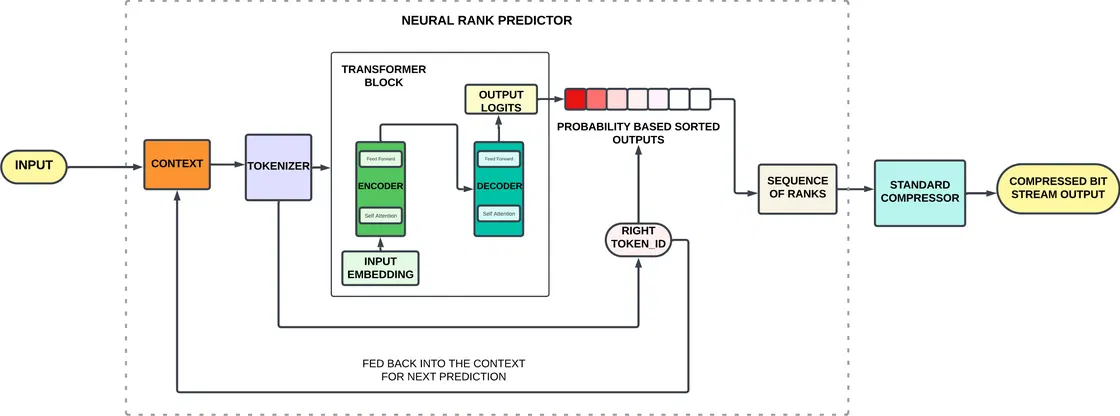 NEURAL RANK PREDICTOR
TRANSFORMER
BLOCK
OUTPUT
LOGITS
PROBABILITY BASED SORTED
OUTPUTS
INPUT
CONTEXT
TOKENIZER
Feed Forward
ENCODER
Self Attention
Feed Forward
DECODER
Self Attention
INPUT
EMBEDDING
RIGHT
TOKEN_ID
SEQUENCE
OF RANKS
STANDARD
COMPRESSOR
COMPRESSED BIT
STREAM OUTPUT
FED BACK INTO THE CONTEXT
FOR NEXT PREDICTION